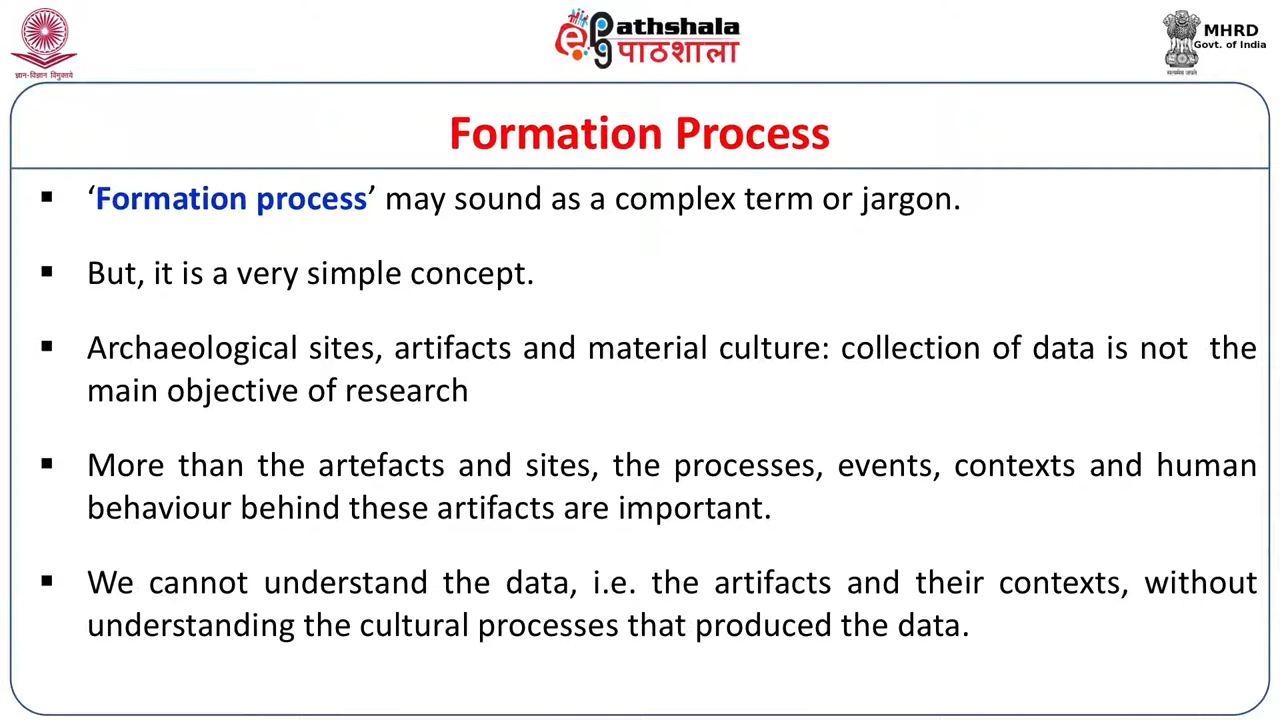 ज्ञान-विज्ञान विमुक्तये
ePG Pathshala
पाठशाला
MHRD
Govt. of India
सत्यमेव जयते
Formation Process
▪ ‘Formation process’ may sound as a complex term or jargon.
▪ But, it is a very simple concept.
▪ Archaeological sites, artifacts and material culture: collection of data is not the
main objective of research
▪ More than the artefacts and sites, the processes, events, contexts and human
behaviour behind these artifacts are important.
▪ We cannot understand the data, i.e. the artifacts and their contexts, without
understanding the cultural processes that produced the data.